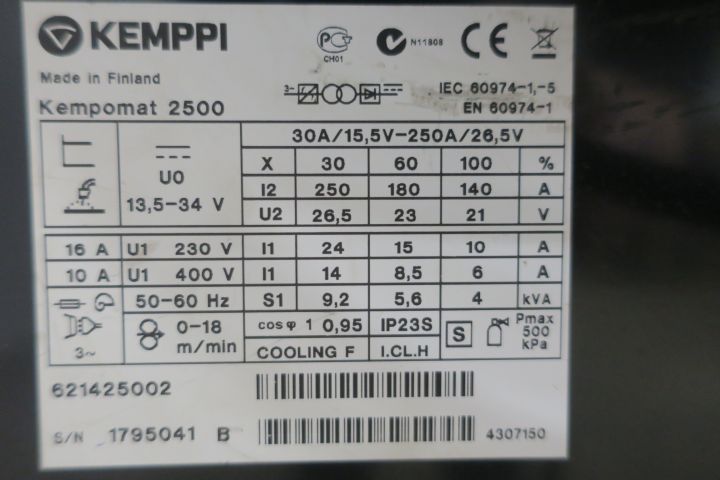 KEMPPI
CH01
N11808
CE
Made in Finland
3~
IEC 60974-1,-5
Kempomat 2500
EN 60974-1
30A/15,5V-250A/26,5V
U0
13,5-34 V
X 30 60 100 %
I2 250 180 140 A
U2 26,5 23 21 V
16 A U1 230 V I1 24 15 10 A
10 A U1 400 V I1 14 8,5 6 A
50-60 Hz S1 9,2 5,6 4 kVA
3~
0-18 m/min
cos φ 1 0,95 IP23S
COOLING F I.CL.H
S
Pmax
500
kPa
621425002
S/N 1795041 B
4307150